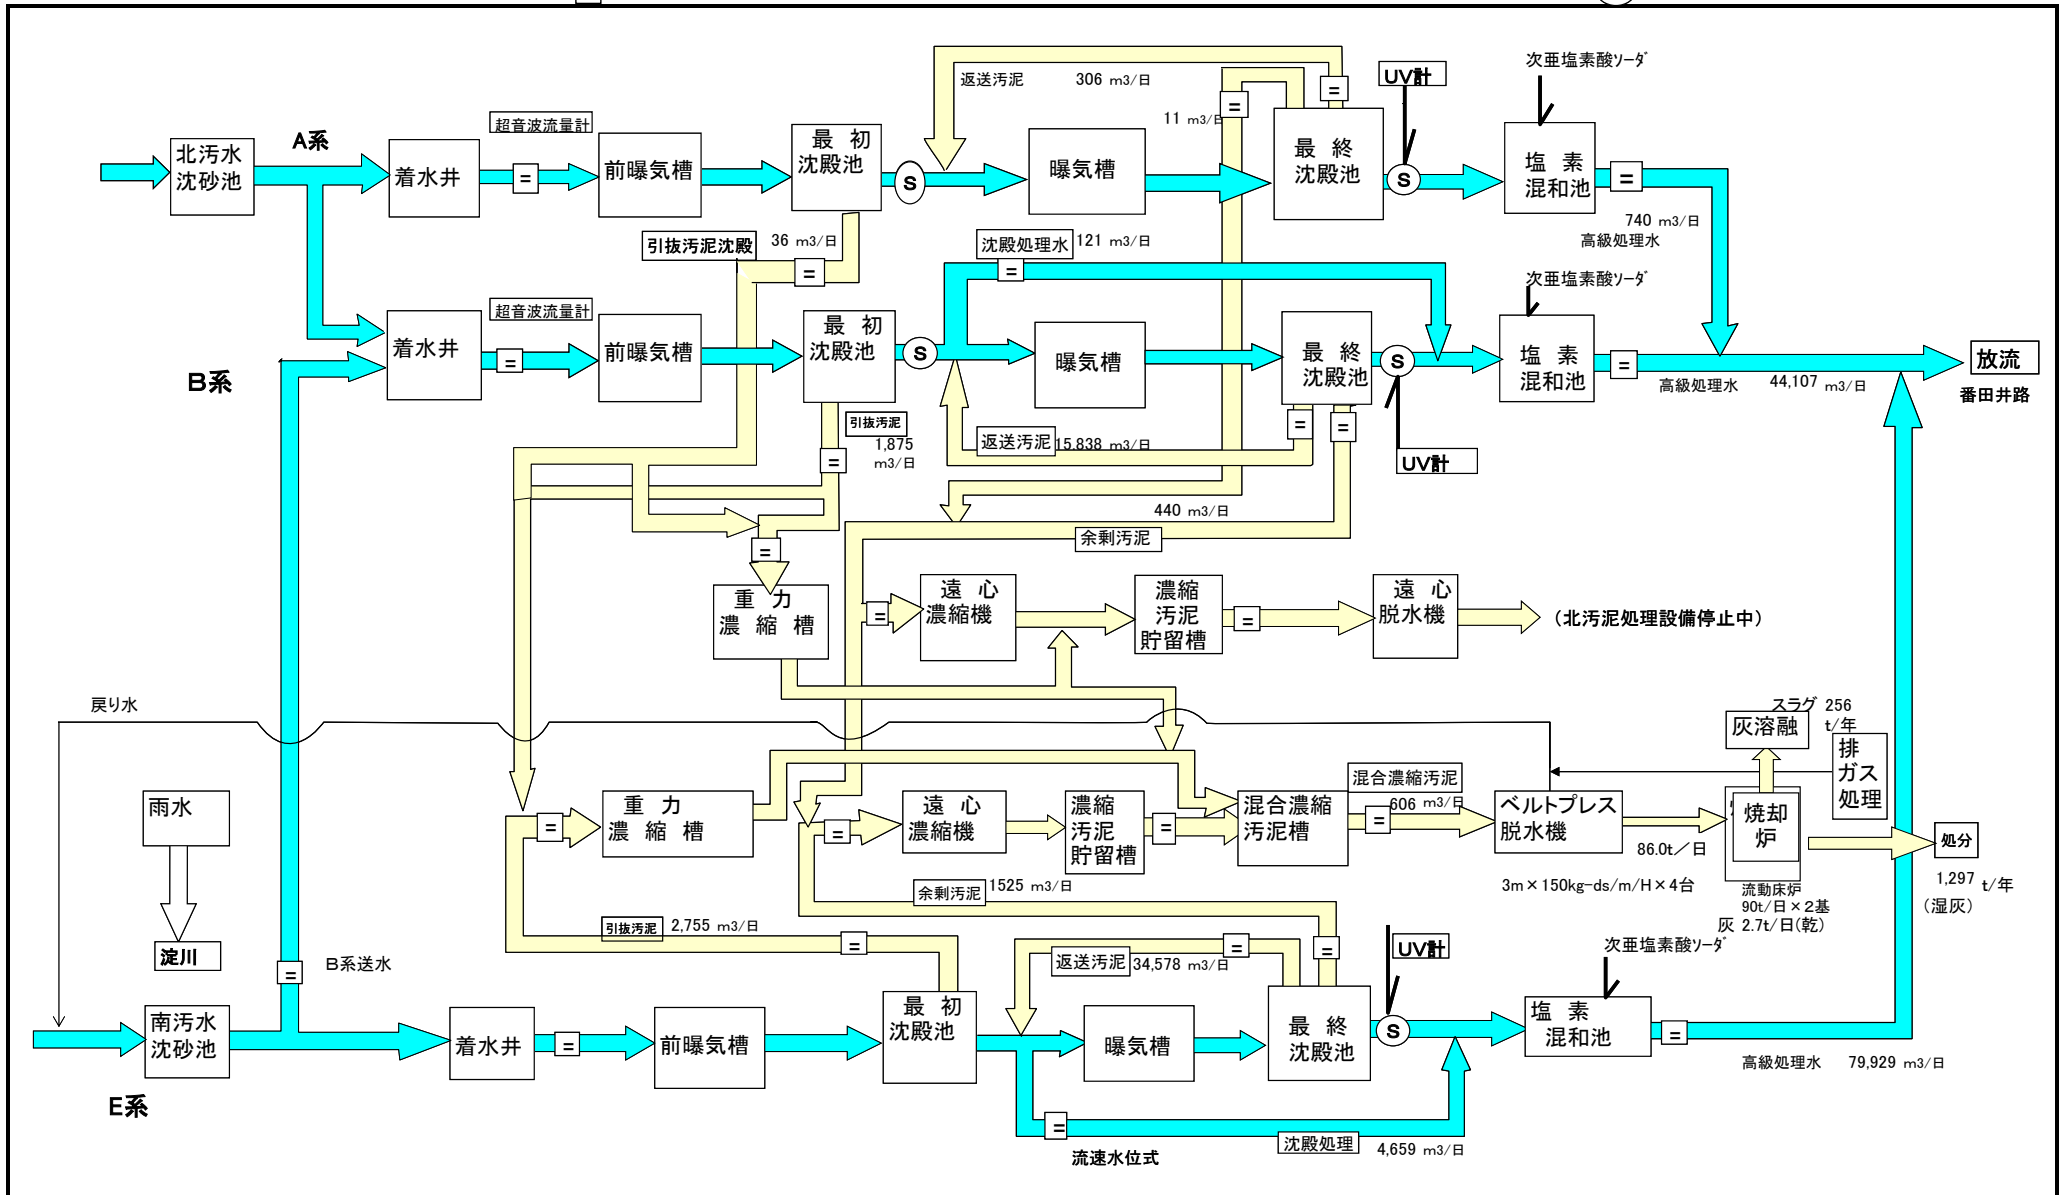 次亜塩素酸ソーダ
返送汚泥 306 m3/日
UV計
11 m3/日
A系
超音波流量計
=
北汚水
沈砂池
着水井
=
前曝気槽
最 初
沈殿池
S
曝気槽
=
最 終
沈殿池
S
塩 素
混和池
=
740 m3/日
高級処理水
引抜汚泥沈殿
36 m3/日
=
沈殿処理水
121 m3/日
=
次亜塩素酸ソーダ
B系
超音波流量計
着水井
=
前曝気槽
最 初
沈殿池
S
曝気槽
最 終
沈殿池
S
塩 素
混和池
=
高級処理水
44,107 m3/日
放流
番田井路
引抜汚泥
1,875
m3/日
=
返送汚泥
15.838 m3/日
=
=
UV計
440 m3/日
余剰汚泥
=
重 力
濃 縮 槽
=
遠 心
濃縮機
濃縮
汚泥
貯留槽
=
遠 心
脱水機
(北汚泥処理設備停止中)
戻り水
スラグ 256
t/年
灰溶融
排
ガス
処理
雨水
淀川
=
重 力
濃 縮 槽
=
遠 心
濃縮機
濃縮
汚泥
貯留槽
=
混合濃縮
汚泥槽
混合濃縮汚泥
606 m3/日
=
ベルトプレス
脱水機
86.0t/日
3m×150kg-ds/m/H×4台
焼却
炉
流動床炉
90t/日×2基
灰 2.7t/日(乾)
処分
1,297 t/年
(湿灰)
余剰汚泥
1525 m3/日
引抜汚泥
2,755 m3/日
=
返送汚泥
34,578 m3/日
=
=
UV計
次亜塩素酸ソーダ
B系送水
=
南汚水
沈砂池
E系
着水井
=
前曝気槽
最 初
沈殿池
曝気槽
最 終
沈殿池
S
塩 素
混和池
=
高級処理水
79,929 m3/日
=
流速水位式
沈殿処理
4,659 m3/日